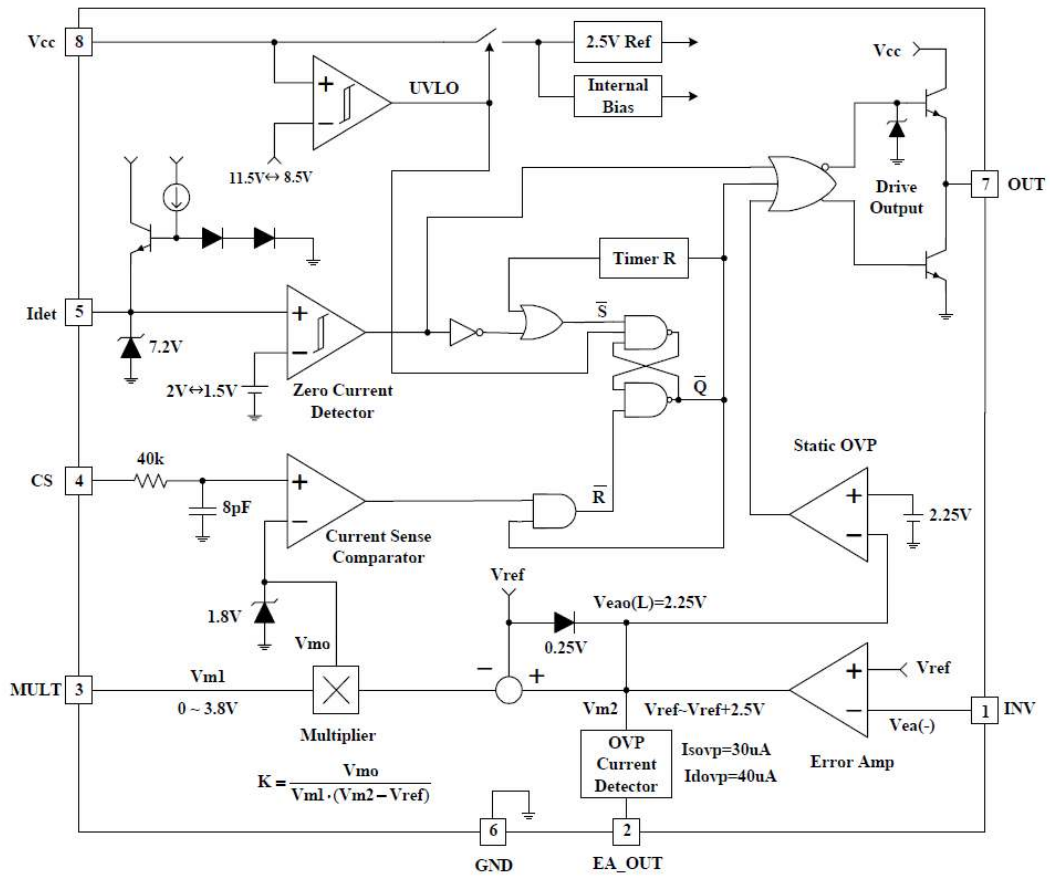 Vcc
8
2.5V Ref
Vcc
UVLO
+
−
Internal
Bias
11.5V↔8.5V
Drive
Output
7
OUT
Timer R
Idet
5
+
−
S̅
7.2V
2V↔1.5V
Zero Current
Detector
Q̅
Static OVP
40k
CS
4
+
−
8pF
R̅
+
−
2.25V
Current Sense
Comparator
Vref
Veao(L)=2.25V
1.8V
0.25V
Vmo
−
+
+
−
Vref
MULT
3
Vm1
0 ~ 3.8V
Vm2
Vref~Vref+2.5V
1
INV
Vea(-)
Multiplier
OVP
Current
Detector
Isovp=30uA
Idovp=40uA
Error Amp
K = Vmo
Vm1·(Vm2−Vref)
6
2
GND
EA_OUT